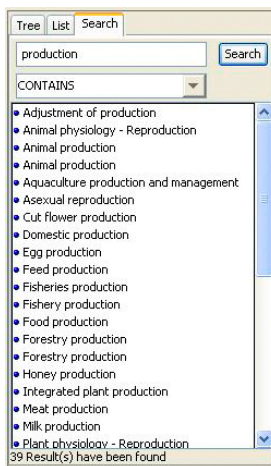 Tree List Search
production Search
CONTAINS
Adjustment of production
Animal physiology - Reproduction
Animal production
Animal production
Aquaculture production and management
Asexual reproduction
Cut flower production
Domestic production
Egg production
Feed production
Fisheries production
Fishery production
Food production
Forestry production
Forestry production
Honey production
Integrated plant production
Meat production
Milk production
Plant physiology - Reproduction
39 Result(s) have been found